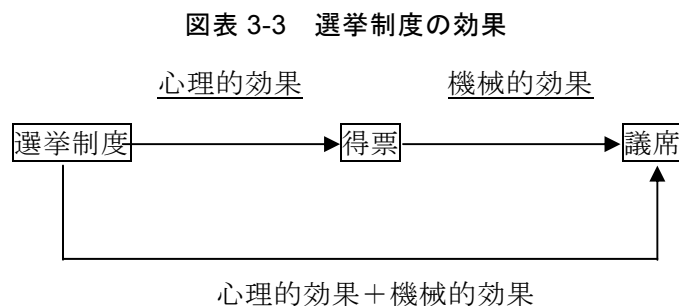 図表 3-3 選挙制度の効果
心理的効果 機械的効果
選挙制度 得票 議席
心理的効果＋機械的効果